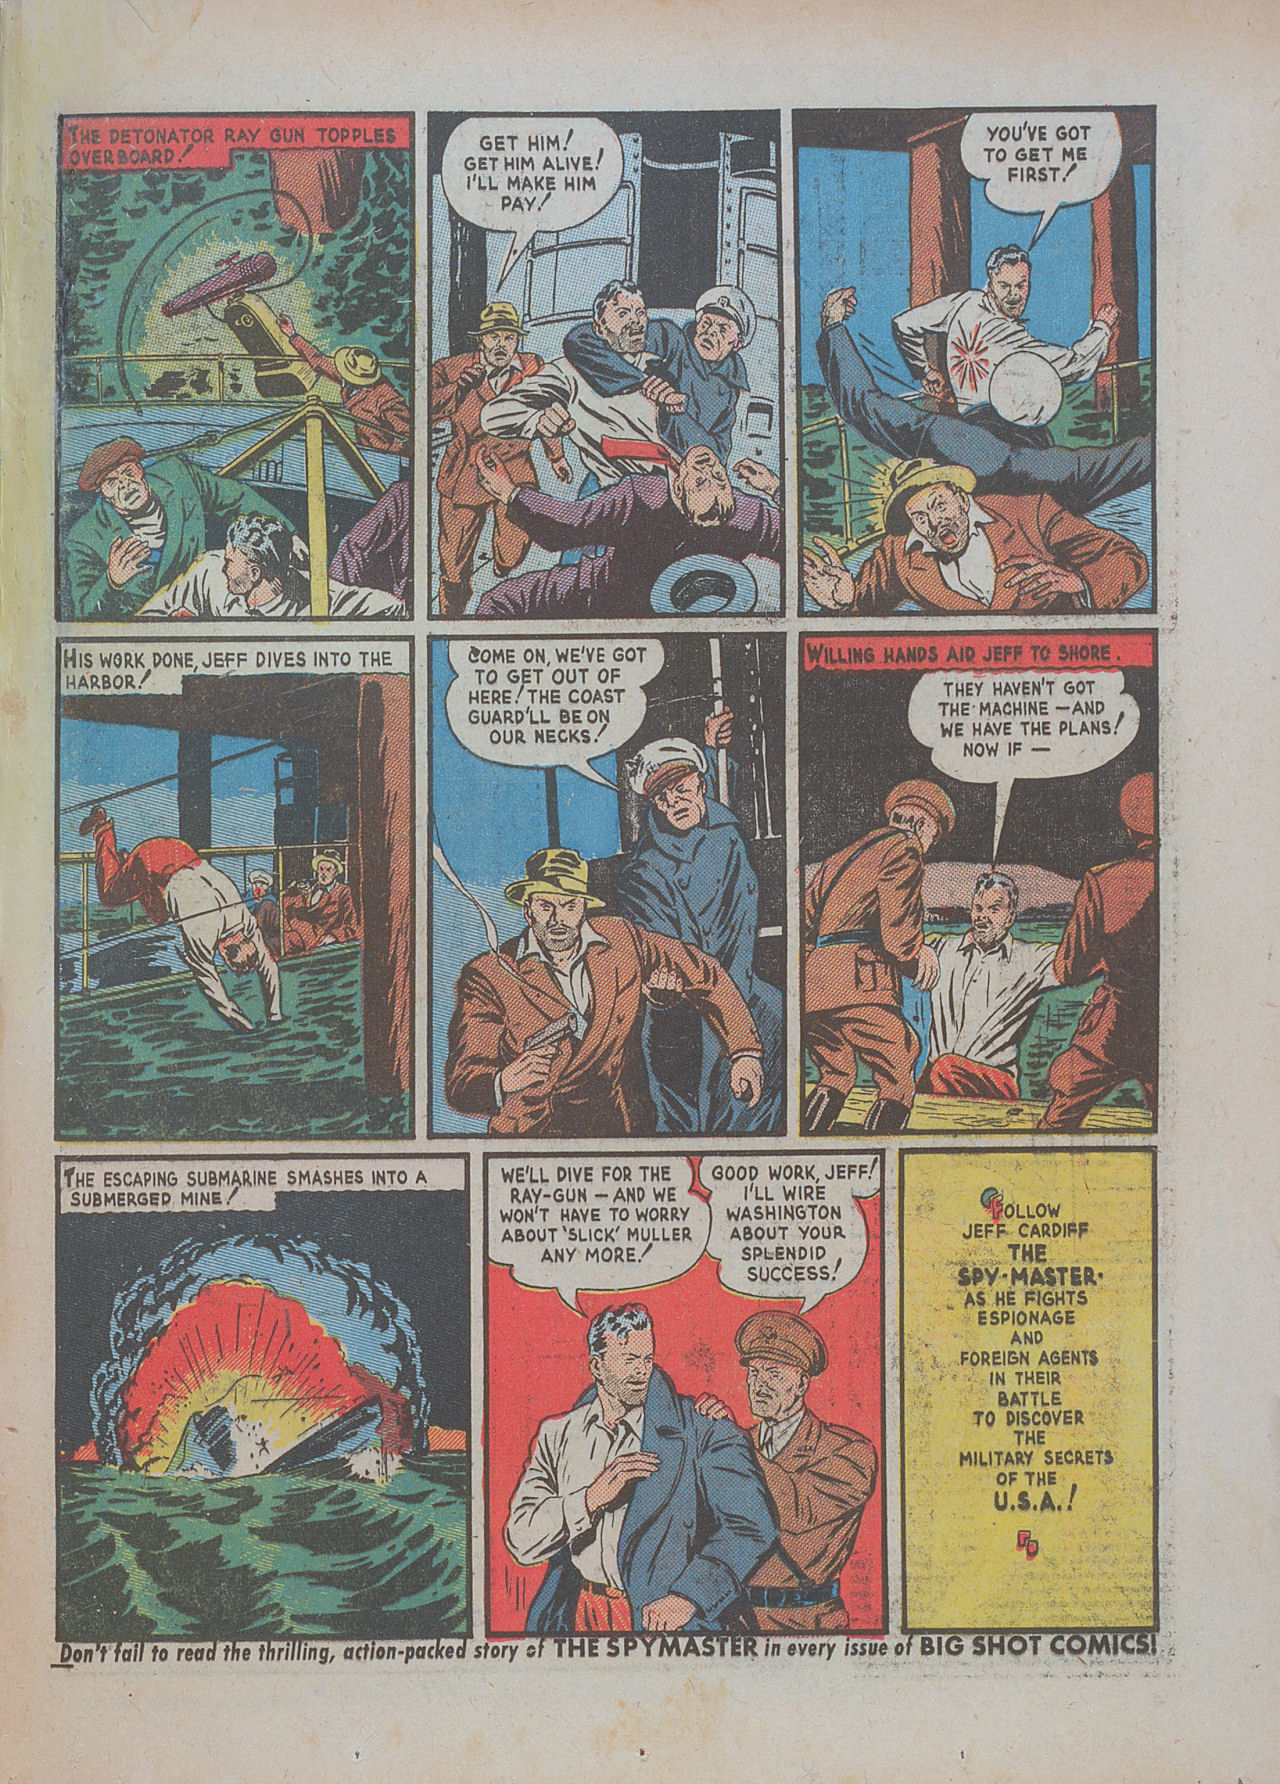 THE DETONATOR RAY GUN TOPPLES
OVERBOARD!
GET HIM!
GET HIM ALIVE!
I'LL MAKE HIM
PAY!
YOU'VE GOT
TO GET ME
FIRST!
HIS WORK DONE, JEFF DIVES INTO THE
HARBOR!
COME ON, WE'VE GOT
TO GET OUT OF
HERE! THE COAST
GUARD'LL BE ON
OUR NECKS!
WILLING HANDS AID JEFF TO SHORE.
THEY HAVEN'T GOT
THE MACHINE — AND
WE HAVE THE PLANS!
NOW IF —
THE ESCAPING SUBMARINE SMASHES INTO A
SUBMERGED MINE!
WE'LL DIVE FOR THE
RAY-GUN — AND WE
WON'T HAVE TO WORRY
ABOUT 'SLICK' MULLER
ANY MORE!
GOOD WORK, JEFF!
I'LL WIRE
WASHINGTON
ABOUT YOUR
SPLENDID
SUCCESS!
FOLLOW
JEFF CARDIFF
THE
SPY-MASTER-
AS HE FIGHTS
ESPIONAGE
AND
FOREIGN AGENTS
IN THEIR
BATTLE
TO DISCOVER
THE
MILITARY SECRETS
OF THE
U.S.A.!
Don't fail to read the thrilling, action-packed story of THE SPYMASTER in every issue of BIG SHOT COMICS!